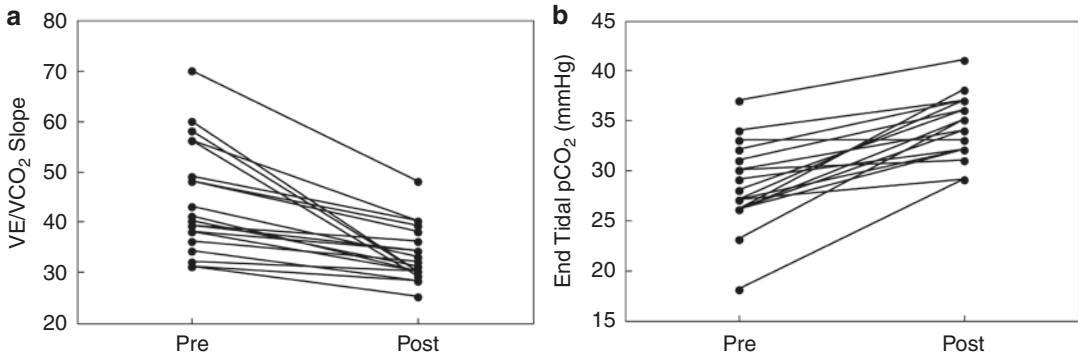 a
80
70
60
50
40
30
20
VE/VCO₂ Slope
Pre Post
b
45
40
35
30
25
20
15
End Tidal pCO₂ (mmHg)
Pre Post